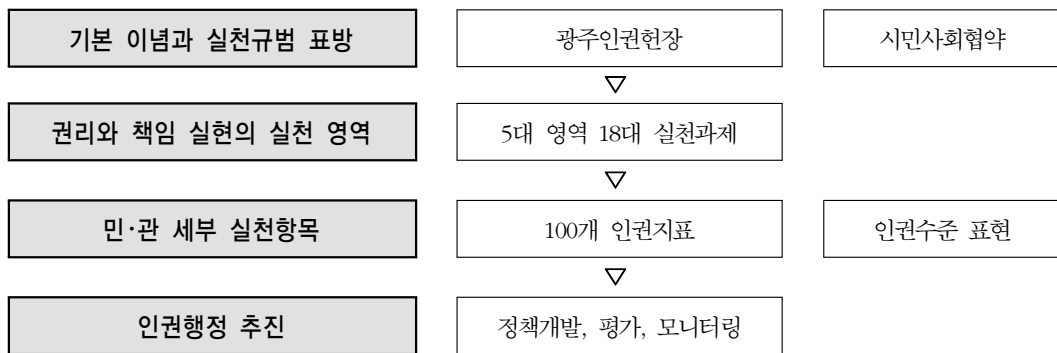 기본 이념과 실천규범 표방 광주인권헌장 시민사회협약
권리와 책임 실현의 실천 영역 5대 영역 18대 실천과제
민·관 세부 실천항목 100개 인권지표 인권수준 표현
인권행정 추진 정책개발, 평가, 모니터링